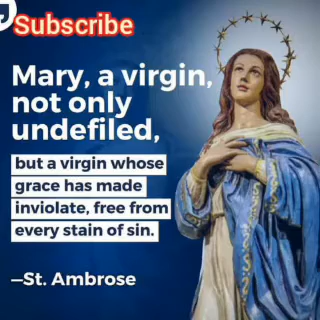 Subscribe
Mary, a virgin,
not only
undefiled,
but a virgin whose
grace has made
inviolate, free from
every stain of sin.
—St. Ambrose